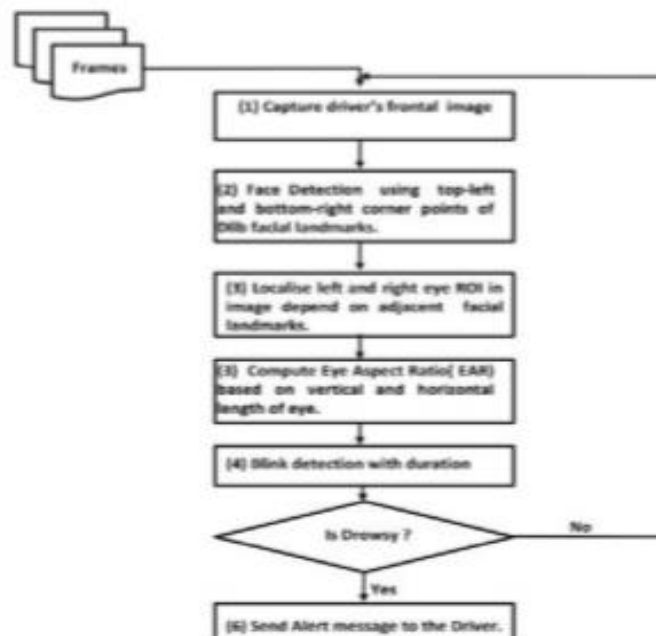 Frames
(1) Capture driver's frontal image
(2) Face Detection using top-left
and bottom-right corner points of
Dlib facial landmarks.
(3) Localise left and right eye ROI in
image depend on adjacent facial
landmarks.
(3) Compute Eye Aspect Ratio( EAR)
based on vertical and horizontal
length of eye.
(4) Blink detection with duration
Is Drowsy ?
No
Yes
(6) Send Alert message to the Driver.